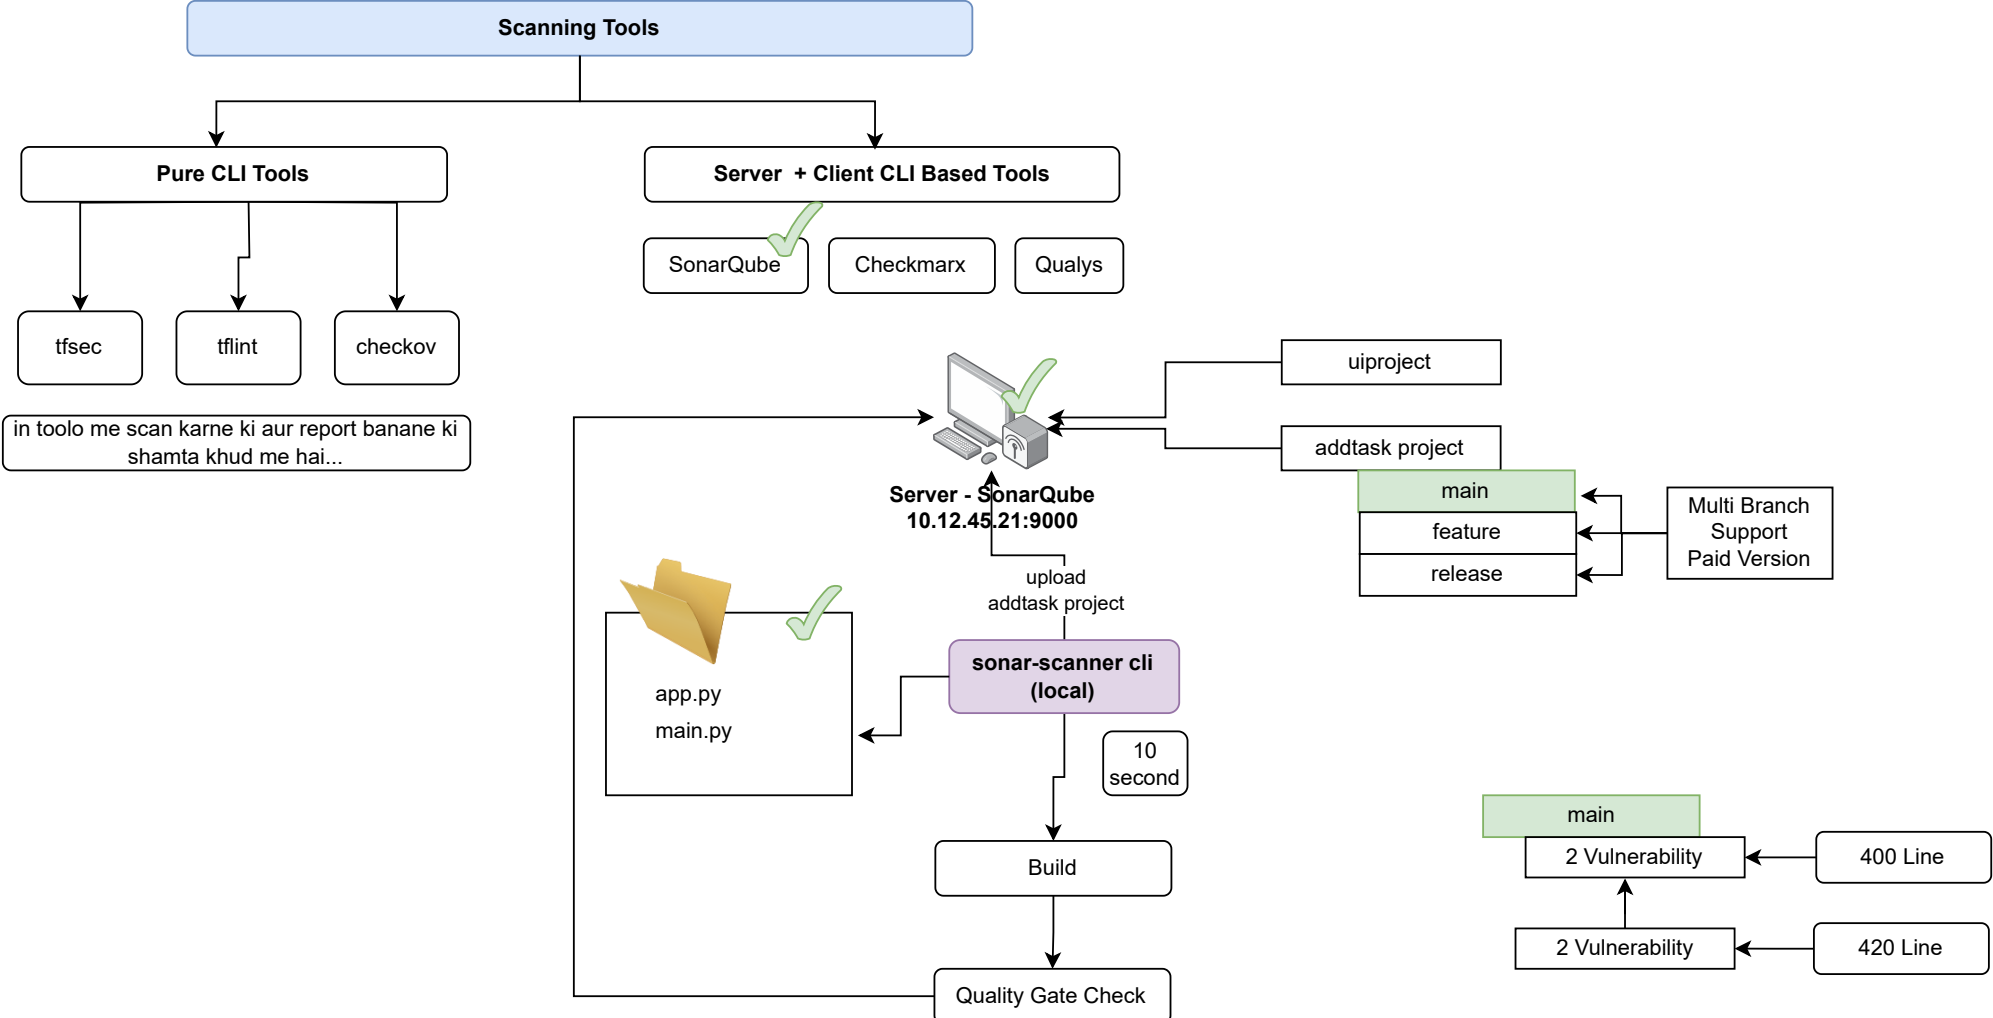 Scanning Tools
Pure CLI Tools
Server + Client CLI Based Tools
SonarQube
Checkmarx
Qualys
tfsec
tflint
checkov
in toolo me scan karne ki aur report banane ki
shamta khud me hai...
uiproject
addtask project
main
feature
release
Multi Branch
Support
Paid Version
Server - SonarQube
10.12.45.21:9000
upload
addtask project
sonar-scanner cli
(local)
app.py
main.py
10
second
Build
Quality Gate Check
main
2 Vulnerability
400 Line
2 Vulnerability
420 Line